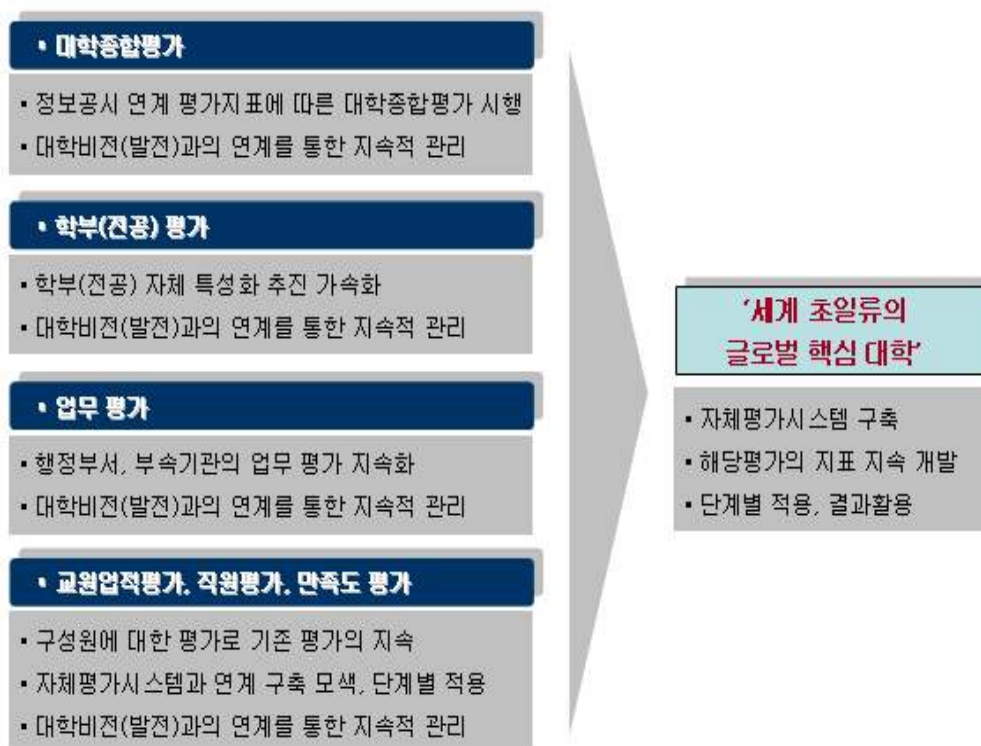 ▪ 대학종합평가
▪ 정보공시 연계 평가지표에 따른 대학종합평가 시행
▪ 대학비전(발전)과의 연계를 통한 지속적 관리
▪ 학부(전공) 평가
▪ 학부(전공) 자체 특성화 추진 가속화
▪ 대학비전(발전)과의 연계를 통한 지속적 관리
▪ 업무 평가
▪ 행정부서, 부속기관의 업무 평가 지속화
▪ 대학비전(발전)과의 연계를 통한 지속적 관리
▪ 교원업적평가, 직원평가, 만족도 평가
▪ 구성원에 대한 평가로 기존 평가의 지속
▪ 자체평가시스템과 연계 구축 모색, 단계별 적용
▪ 대학비전(발전)과의 연계를 통한 지속적 관리
'세계 초일류의
글로벌 핵심 대학'
▪ 자체평가시스템 구축
▪ 해당평가의 지표 지속 개발
▪ 단계별 적용, 결과활용